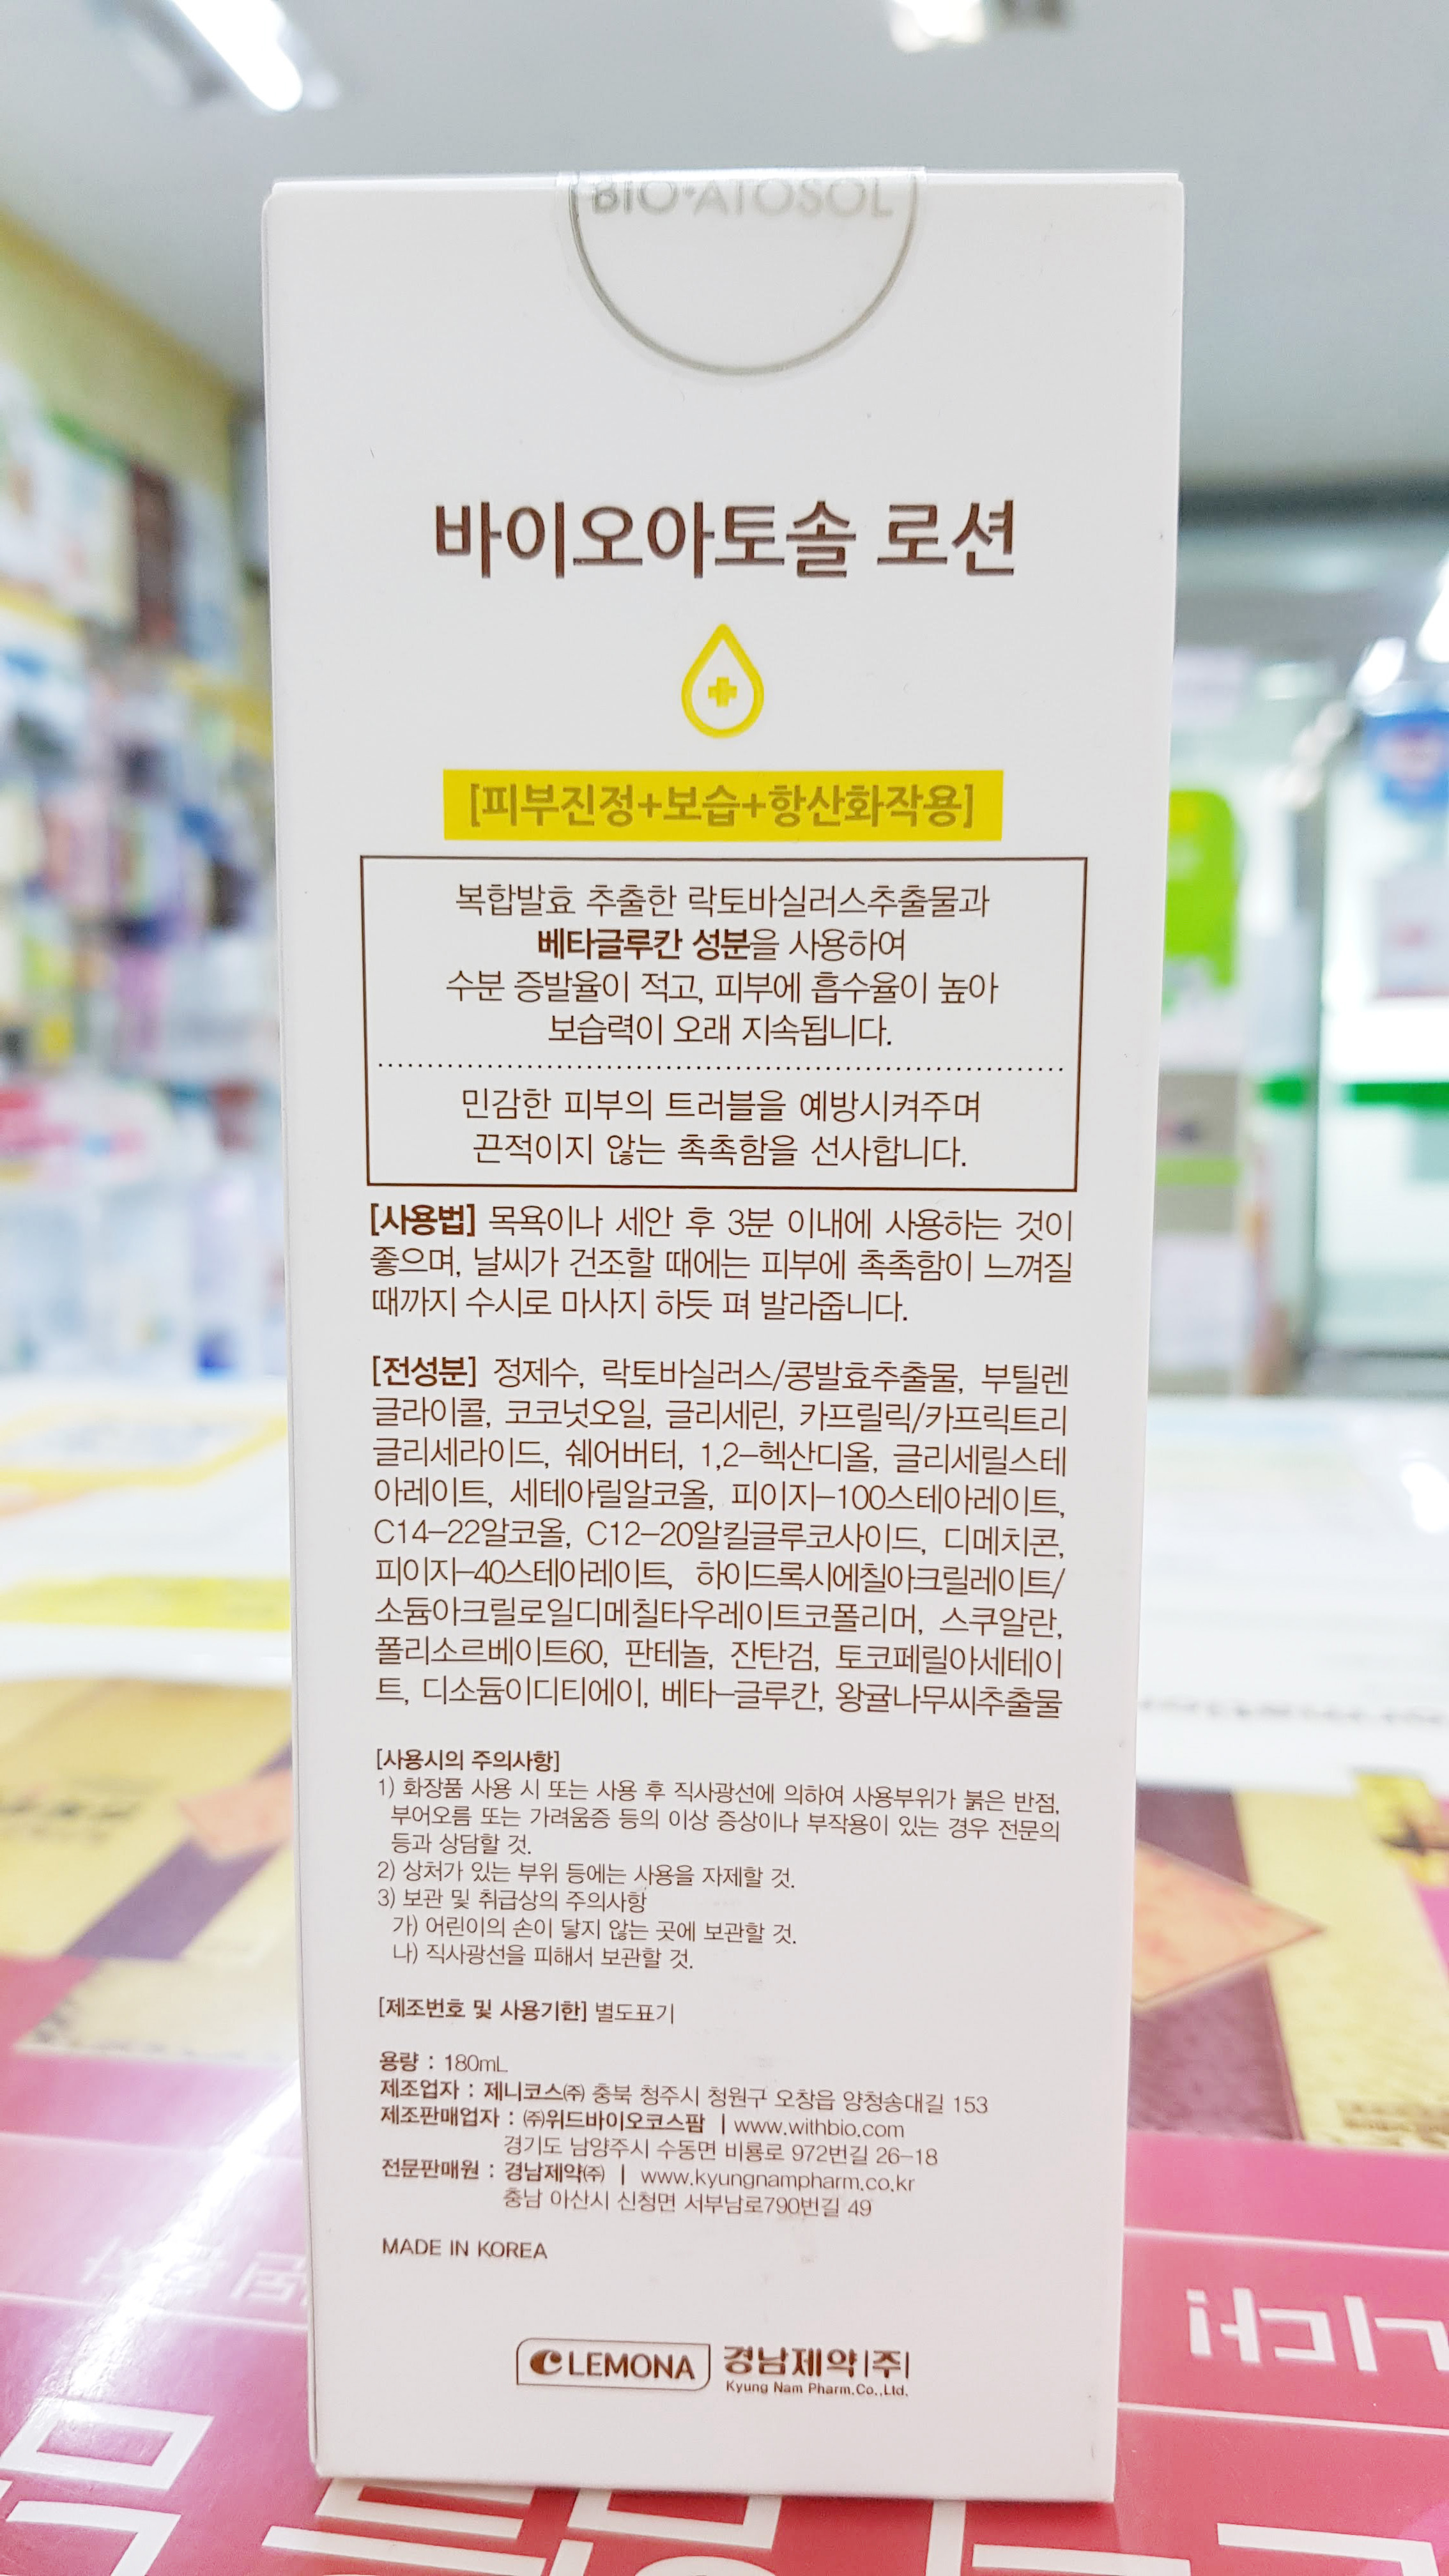 BIO+ATOSOL
바이오아토솔 로션
[피부진정+보습+항산화작용]
복합발효 추출한 락토바실러스추출물과
베타글루칸 성분을 사용하여
수분 증발율이 적고, 피부에 흡수율이 높아
보습력이 오래 지속됩니다.
민감한 피부의 트러블을 예방시켜주며
끈적이지 않는 촉촉함을 선사합니다.
[사용법] 목욕이나 세안 후 3분 이내에 사용하는 것이
좋으며, 날씨가 건조할 때에는 피부에 촉촉함이 느껴질
때까지 수시로 마사지 하듯 펴 발라줍니다.
[전성분] 정제수, 락토바실러스/콩발효추출물, 부틸렌
글라이콜, 코코넛오일, 글리세린, 카프릴릭/카프릭트리
글리세라이드, 쉐어버터, 1,2-헥산디올, 글리세릴스테
아레이트, 세테아릴알코올, 피이지-100스테아레이트,
C14-22알코올, C12-20알킬글루코사이드, 디메치콘,
피이지-40스테아레이트, 하이드록시에칠아크릴레이트/
소듐아크릴로일디메칠타우레이트코폴리머, 스쿠알란,
폴리소르베이트60, 판테놀, 잔탄검, 토코페릴아세테이
트, 디소듐이디티에이, 베타-글루칸, 왕귤나무씨추출물
[사용시의 주의사항]
1) 화장품 사용 시 또는 사용 후 직사광선에 의하여 사용부위가 붉은 반점,
부어오름 또는 가려움증 등의 이상 증상이나 부작용이 있는 경우 전문의
등과 상담할 것.
2) 상처가 있는 부위 등에는 사용을 자제할 것.
3) 보관 및 취급상의 주의사항
가) 어린이의 손이 닿지 않는 곳에 보관할 것.
나) 직사광선을 피해서 보관할 것.
[제조번호 및 사용기한] 별도표기
용량 : 180mL
제조업자 : 제니코스㈜ 충북 청주시 청원구 오창읍 양청송대길 153
제조판매업자 : ㈜위드바이오코스팜 | www.withbio.com
경기도 남양주시 수동면 비룡로 972번길 26-18
전문판매원 : 경남제약㈜ | www.kyungnampharm.co.kr
충남 아산시 신창면 서부남로790번길 49
MADE IN KOREA
LEMONA 경남제약|주|
Kyung Nam Pharm.Co.,Ltd.